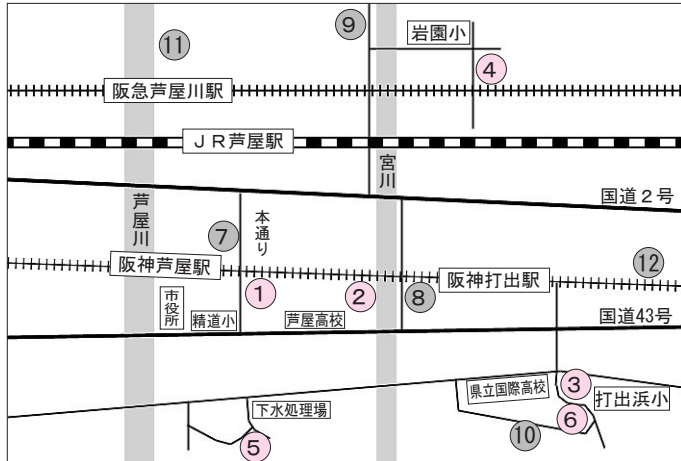 ⑨
岩園小
⑪
④
阪急芦屋川駅
JR芦屋駅
宮川
国道2号
芦屋川
本通り
⑦
阪神芦屋駅
阪神打出駅
⑫
①
②
⑧
市役所
精道小
芦屋高校
国道43号
県立国際高校
③
打出浜小
下水処理場
⑥
⑤
⑩